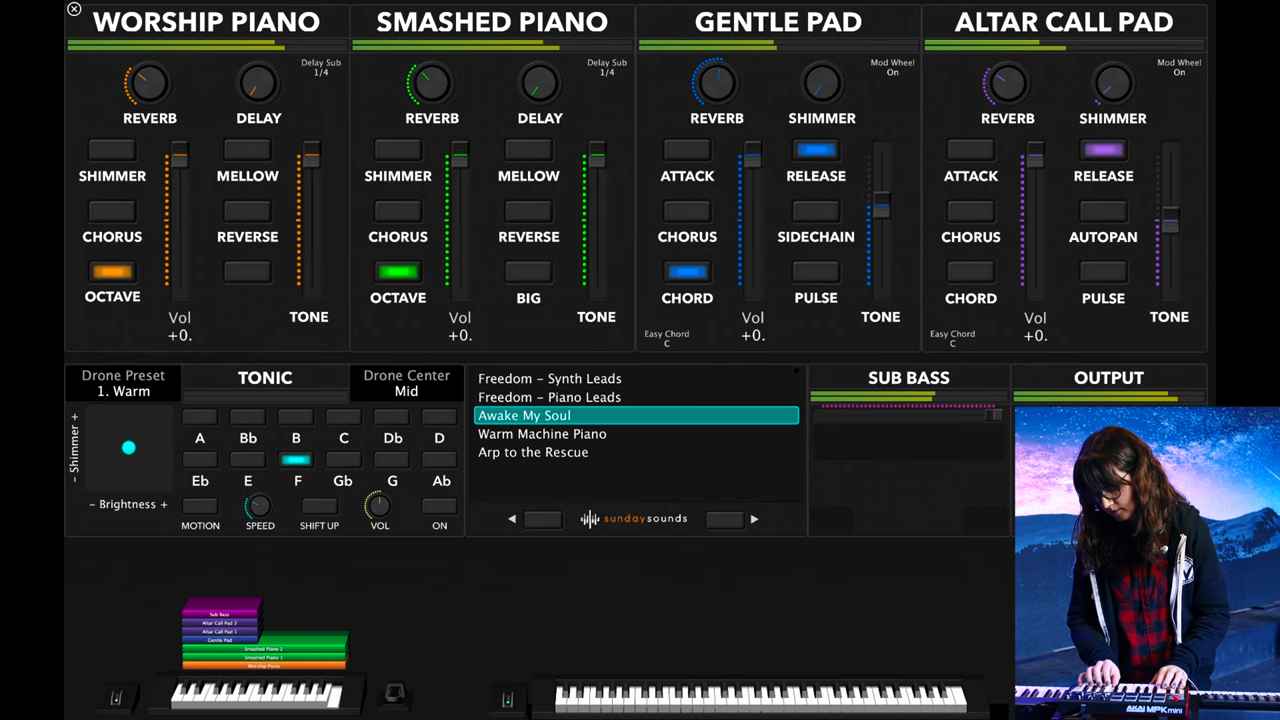 WORSHIP PIANO
SMASHED PIANO
GENTLE PAD
ALTAR CALL PAD
Delay Sub
1/4
Delay Sub
1/4
Mod Wheel
On
Mod Wheel
On
REVERB
DELAY
REVERB
DELAY
REVERB
SHIMMER
REVERB
SHIMMER
SHIMMER
MELLOW
SHIMMER
MELLOW
ATTACK
RELEASE
ATTACK
RELEASE
CHORUS
REVERSE
CHORUS
REVERSE
CHORUS
SIDECHAIN
CHORUS
AUTOPAN
OCTAVE
OCTAVE
BIG
CHORD
PULSE
CHORD
PULSE
Vol
+0.
TONE
Vol
+0.
TONE
Easy Chord
C
Vol
+0.
TONE
Easy Chord
C
Vol
+0.
TONE
Drone Preset
1. Warm
TONIC
Drone Center
Mid
Shimmer +
- Brightness +
A Bb B C Db D
Eb E F Gb G Ab
MOTION SPEED SHIFT UP VOL ON
Freedom – Synth Leads
Freedom – Piano Leads
Awake My Soul
Warm Machine Piano
Arp to the Rescue
sundaysounds
SUB BASS
OUTPUT
Sub Bass
Altar Call Pad 2
Altar Call Pad 1
Gentle Pad
Smashed Piano 2
Smashed Piano 1
Worship Piano
AKAI MPKmini